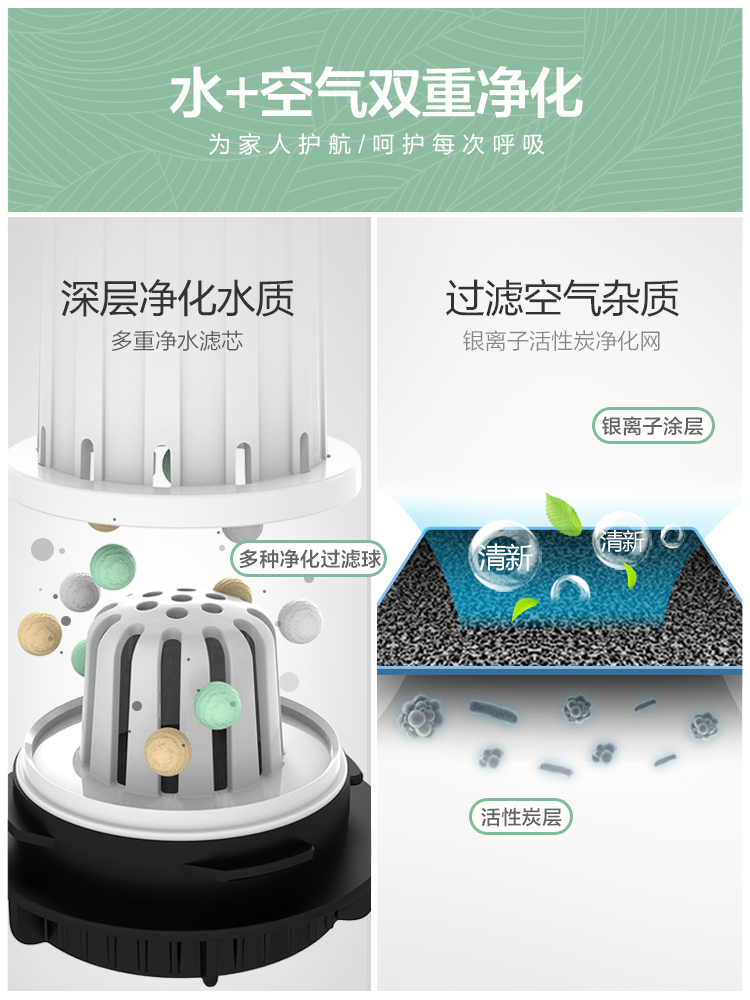 水+空气双重净化
为家人护航/呵护每次呼吸
深层净化水质
多重净水滤芯
多种净化过滤球
过滤空气杂质
银离子活性炭净化网
银离子涂层
清新
清新
活性炭层